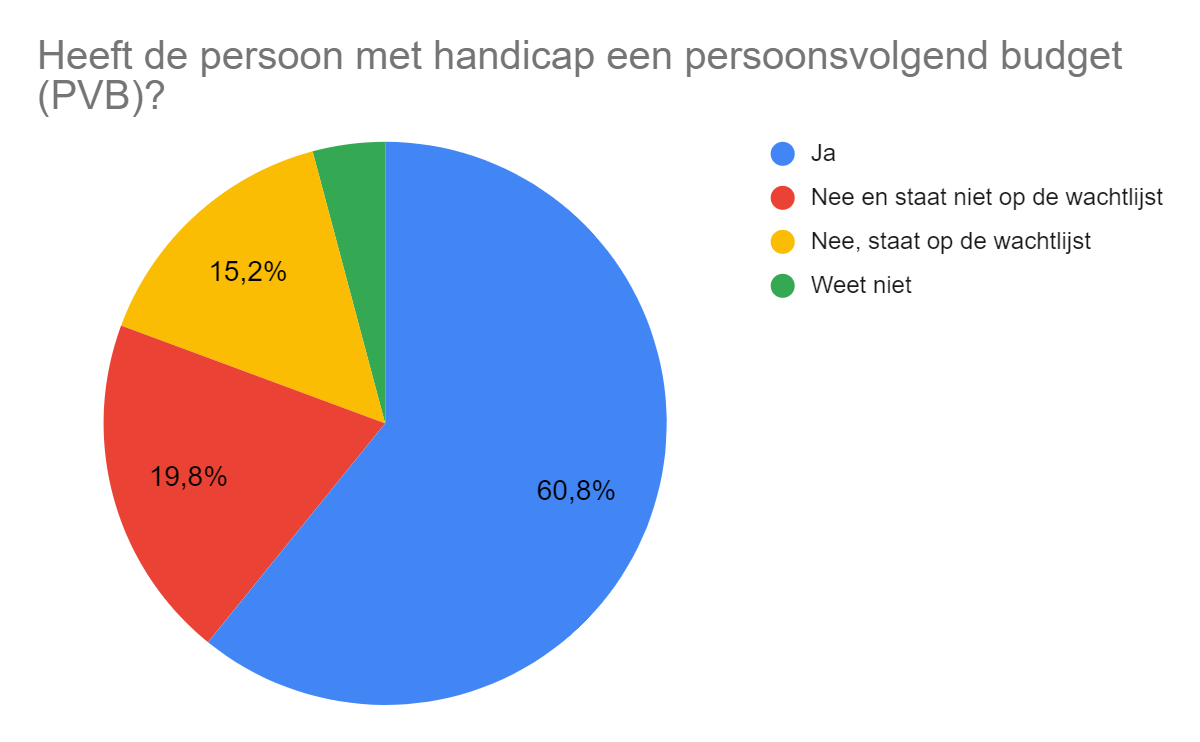 Heeft de persoon met handicap een persoonsvolgend budget
(PVB)?
Ja
Nee en staat niet op de wachtlijst
Nee, staat op de wachtlijst
Weet niet
15,2%
19,8%
60,8%